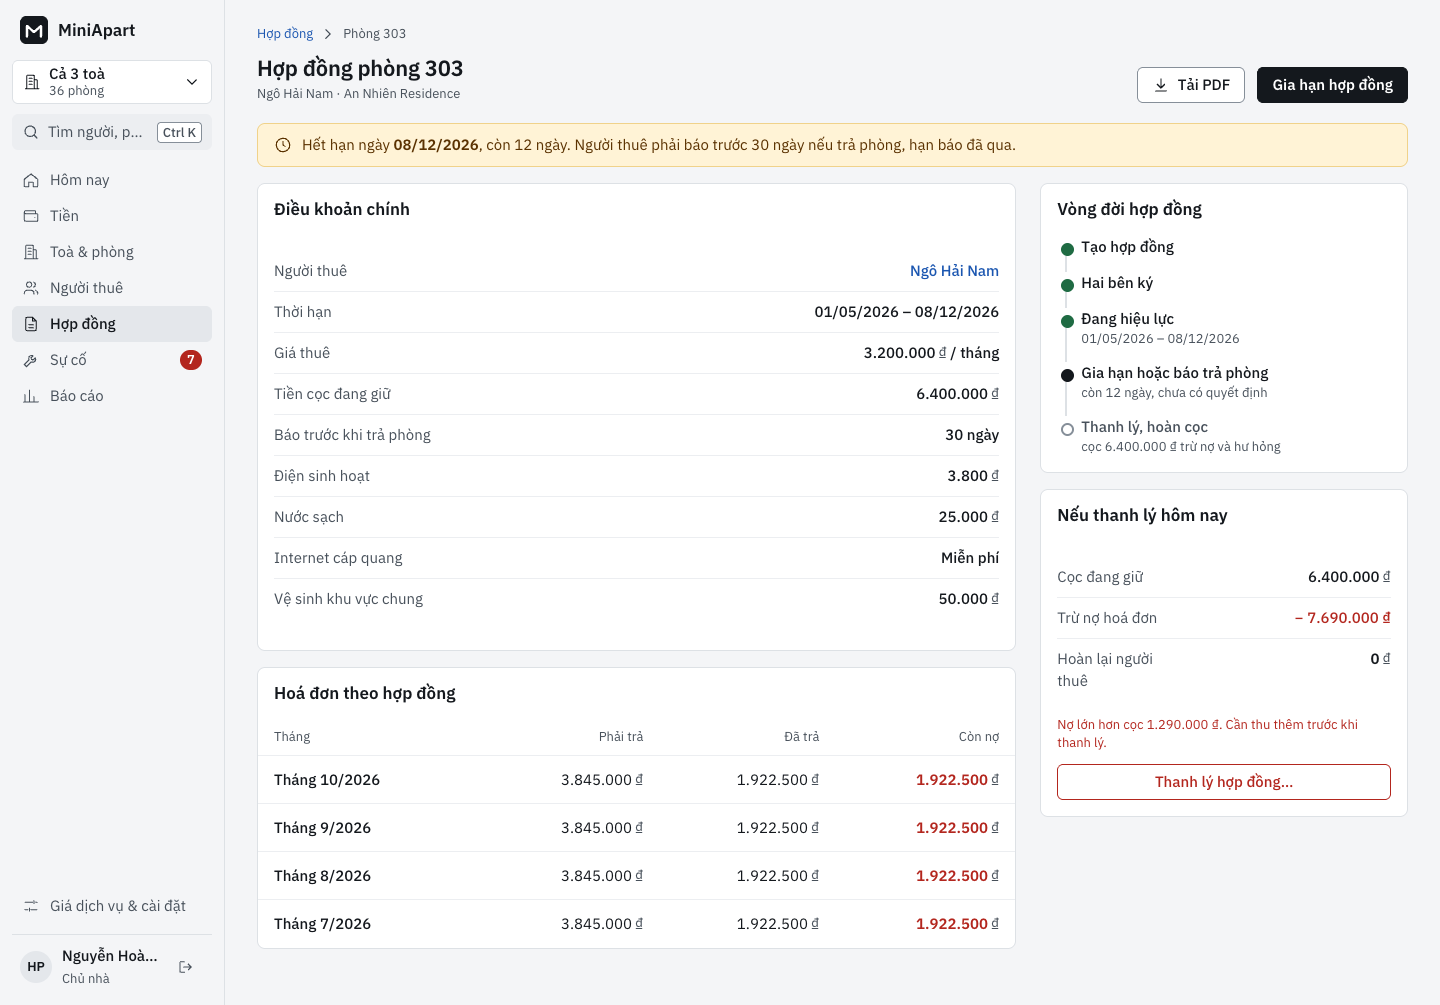 MiniApart
Cả 3 toà
36 phòng
Tìm người, p... Ctrl K
Hôm nay
Tiền
Toà & phòng
Người thuê
Hợp đồng
Sự cố 7
Báo cáo
Giá dịch vụ & cài đặt
HP
Nguyễn Hoà...
Chủ nhà
Hợp đồng > Phòng 303
Hợp đồng phòng 303
Ngô Hải Nam · An Nhiên Residence
Tải PDF
Gia hạn hợp đồng
Hết hạn ngày 08/12/2026, còn 12 ngày. Người thuê phải báo trước 30 ngày nếu trả phòng, hạn báo đã qua.
Điều khoản chính
Người thuê Ngô Hải Nam
Thời hạn 01/05/2026 – 08/12/2026
Giá thuê 3.200.000 ₫ / tháng
Tiền cọc đang giữ 6.400.000 ₫
Báo trước khi trả phòng 30 ngày
Điện sinh hoạt 3.800 ₫
Nước sạch 25.000 ₫
Internet cáp quang Miễn phí
Vệ sinh khu vực chung 50.000 ₫
Hoá đơn theo hợp đồng
Tháng Phải trả Đã trả Còn nợ
Tháng 10/2026 3.845.000 ₫ 1.922.500 ₫ 1.922.500 ₫
Tháng 9/2026 3.845.000 ₫ 1.922.500 ₫ 1.922.500 ₫
Tháng 8/2026 3.845.000 ₫ 1.922.500 ₫ 1.922.500 ₫
Tháng 7/2026 3.845.000 ₫ 1.922.500 ₫ 1.922.500 ₫
Vòng đời hợp đồng
Tạo hợp đồng
Hai bên ký
Đang hiệu lực
01/05/2026 – 08/12/2026
Gia hạn hoặc báo trả phòng
còn 12 ngày, chưa có quyết định
Thanh lý, hoàn cọc
cọc 6.400.000 ₫ trừ nợ và hư hỏng
Nếu thanh lý hôm nay
Cọc đang giữ 6.400.000 ₫
Trừ nợ hoá đơn − 7.690.000 ₫
Hoàn lại người 0 ₫
thuê
Nợ lớn hơn cọc 1.290.000 ₫. Cần thu thêm trước khi
thanh lý.
Thanh lý hợp đồng...